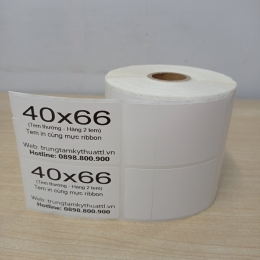 40x66
(Tem thường - Hàng 2 tem)
Tem in cùng mực ribbon
Web: trungtamkythuattl.vn
Hotline: 0898.800.900
40x66
(Tem thường - Hàng 2 tem)
Tem in cùng mực ribbon
Web: trungtamkythuattl.vn
Hotline: 0898.800.900